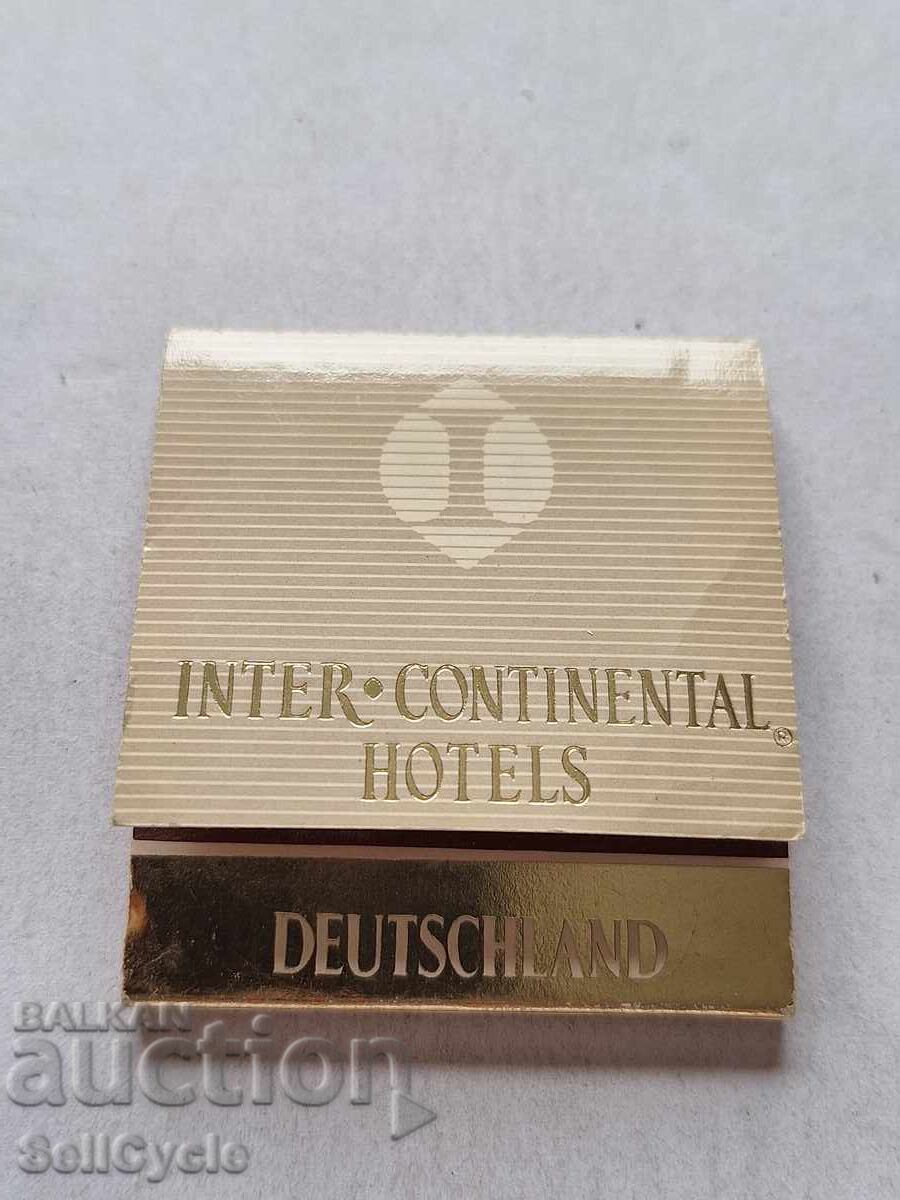 INTER•CONTINENTAL®
HOTELS
DEUTSCHLAND
BALKAN
auction
SellCycle